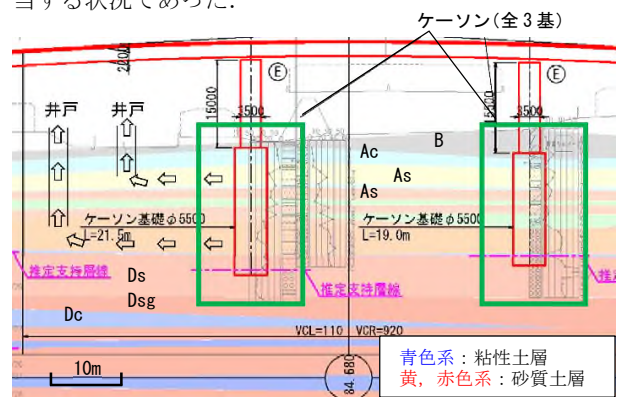 当する状況であった.
ケーソン(全3基)
2200
E
E
15000
15000
3500
3500
井戸
井戸
B
Ac
As
As
ケーソン基礎φ5500
L=21.5m
ケーソン基礎φ5500
L=19.0m
推定支持層線
推定支持層線
Ds
Dsg
Dc
VCL=110
VCR=920
10m
84.680
青色系：粘性土層
黄，赤色系：砂質土層